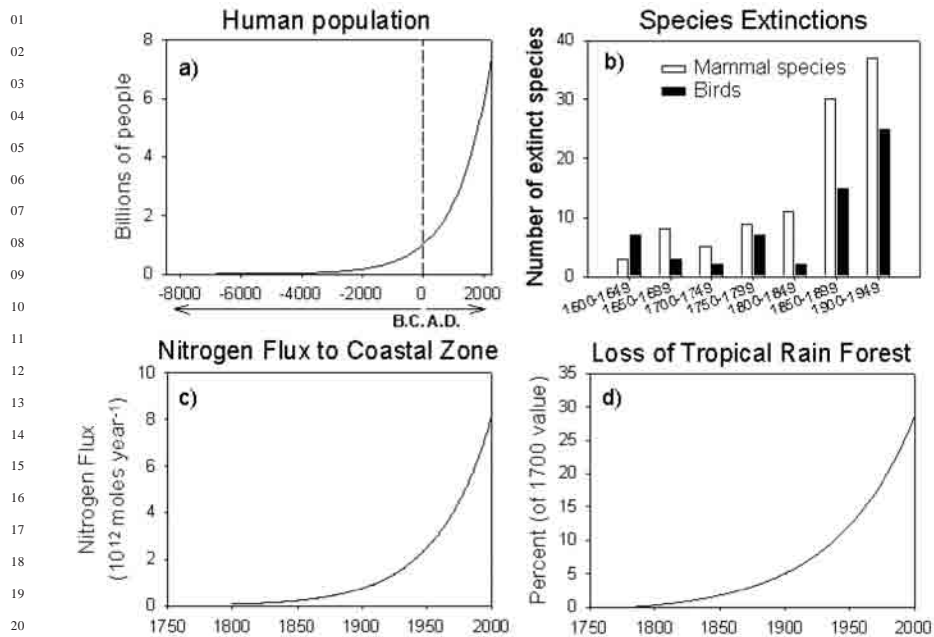 01
02
03
04
05
06
07
08
09
10
11
12
13
14
15
16
17
18
19
20
Human population
a)
Billions of people
8
6
4
2
0
-8000 -6000 -4000 -2000 0 2000
B.C. A.D.
Species Extinctions
b)
Mammal species
Birds
Number of extinct species
40
30
20
10
0
1600-1649 1650-1699 1700-1749 1750-1799 1800-1849 1850-1899 1900-1949
Nitrogen Flux to Coastal Zone
c)
Nitrogen Flux
(10¹² moles year⁻¹)
10
8
6
4
2
0
1750 1800 1850 1900 1950 2000
Loss of Tropical Rain Forest
d)
Percent (of 1700 value)
35
30
25
20
15
10
5
0
1750 1800 1850 1900 1950 2000